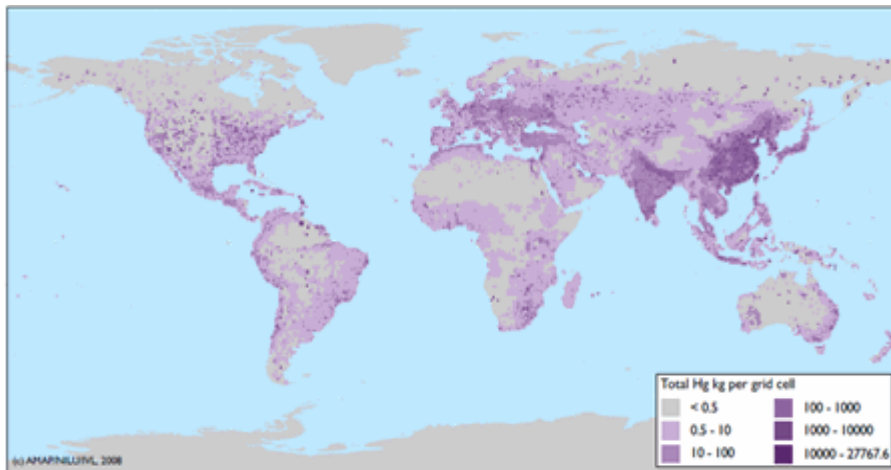 Total Hg kg per grid cell
< 0.5
0.5 - 10
10 - 100
100 - 1000
1000 - 10000
10000 - 27767.6
(c) AMAP/NILU/IVL, 2008